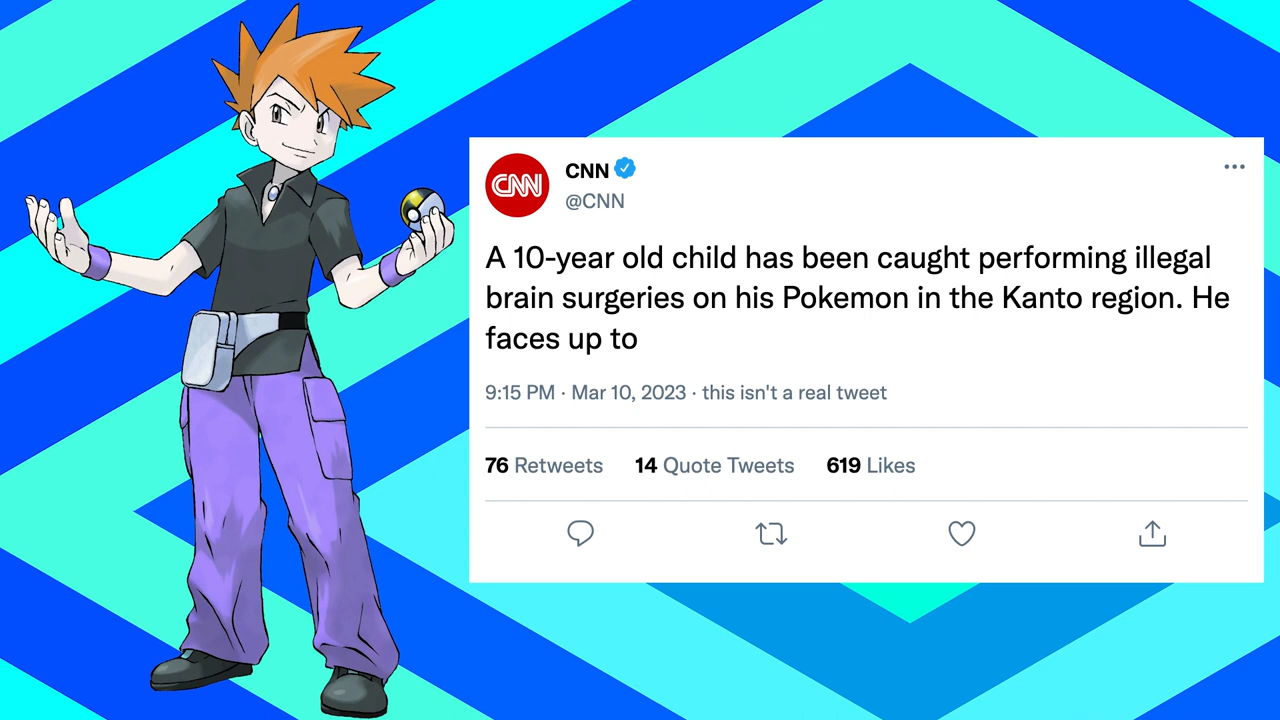 CNN
CNN
@CNN
A 10-year old child has been caught performing illegal
brain surgeries on his Pokemon in the Kanto region. He
faces up to
9:15 PM · Mar 10, 2023 · this isn't a real tweet
76 Retweets 14 Quote Tweets 619 Likes